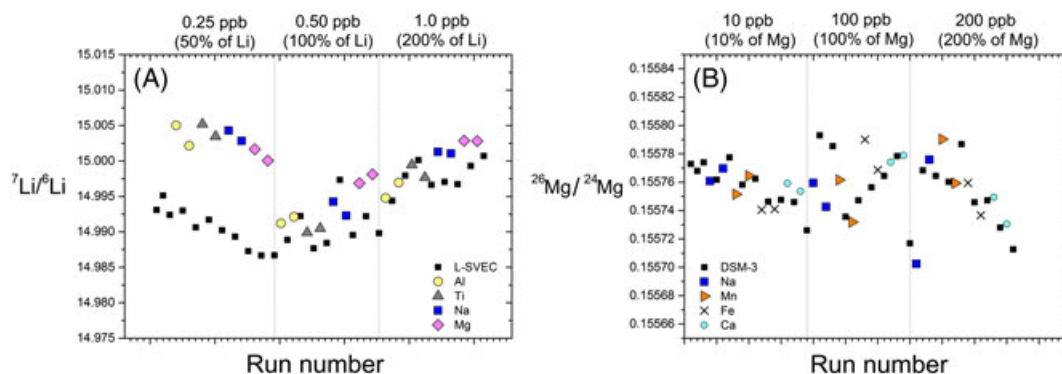 0.25 ppb 0.50 ppb 1.0 ppb
(50% of Li) (100% of Li) (200% of Li)
(A)
15.015
15.010
15.005
15.000
14.995
14.990
14.985
14.980
14.975
7Li/6Li
L-SVEC
Al
Ti
Na
Mg
Run number
10 ppb 100 ppb 200 ppb
(10% of Mg) (100% of Mg) (200% of Mg)
(B)
0.15584
0.15582
0.15580
0.15578
0.15576
0.15574
0.15572
0.15570
0.15568
0.15566
26Mg/24Mg
DSM-3
Na
Mn
Fe
Ca
Run number